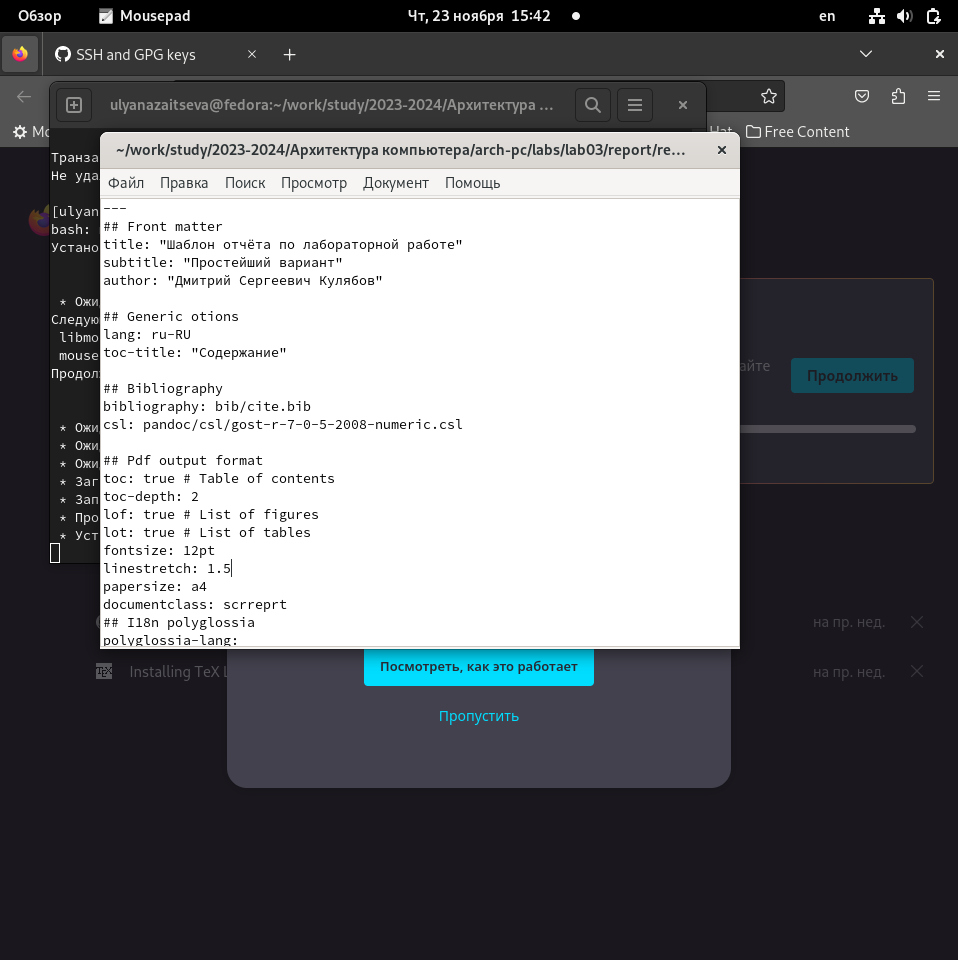 Обзор Mousepad Чт, 23 ноября 15:42 en
SSH and GPG keys
ulyanazaitseva@fedora:~/work/study/2023-2024/Архитектура ...
Hat Free Content
~/work/study/2023-2024/Архитектура компьютера/arch-pc/labs/lab03/report/re...
Файл Правка Поиск Просмотр Документ Помощь
---
## Front matter
title: "Шаблон отчёта по лабораторной работе"
subtitle: "Простейший вариант"
author: "Дмитрий Сергеевич Кулябов"
## Generic otions
lang: ru-RU
toc-title: "Содержание"
## Bibliography
bibliography: bib/cite.bib
csl: pandoc/csl/gost-r-7-0-5-2008-numeric.csl
## Pdf output format
toc: true # Table of contents
toc-depth: 2
lof: true # List of figures
lot: true # List of tables
fontsize: 12pt
linestretch: 1.5
papersize: a4
documentclass: scrreprt
## I18n polyglossia
polyglossia-lang:
Транза
Не уда
[ulyan
bash:
Устано
* Ожи
Следую
libmo
mouse
Продол
* Ожи
* Ожи
* Ожи
* Заг
* Зап
* Про
* Уст
айте
Продолжить
на пр. нед.
Installing TeX L
на пр. нед.
Посмотреть, как это работает
Пропустить